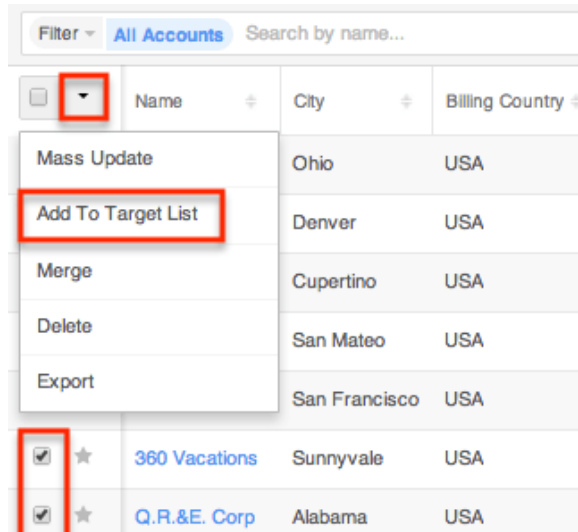 Filter All Accounts Search by name...
Name City Billing Country
Mass Update
Ohio USA
Add To Target List
Denver USA
Merge
Cupertino USA
Delete
San Mateo USA
Export
San Francisco USA
360 Vacations Sunnyvale USA
Q.R.&E. Corp Alabama USA